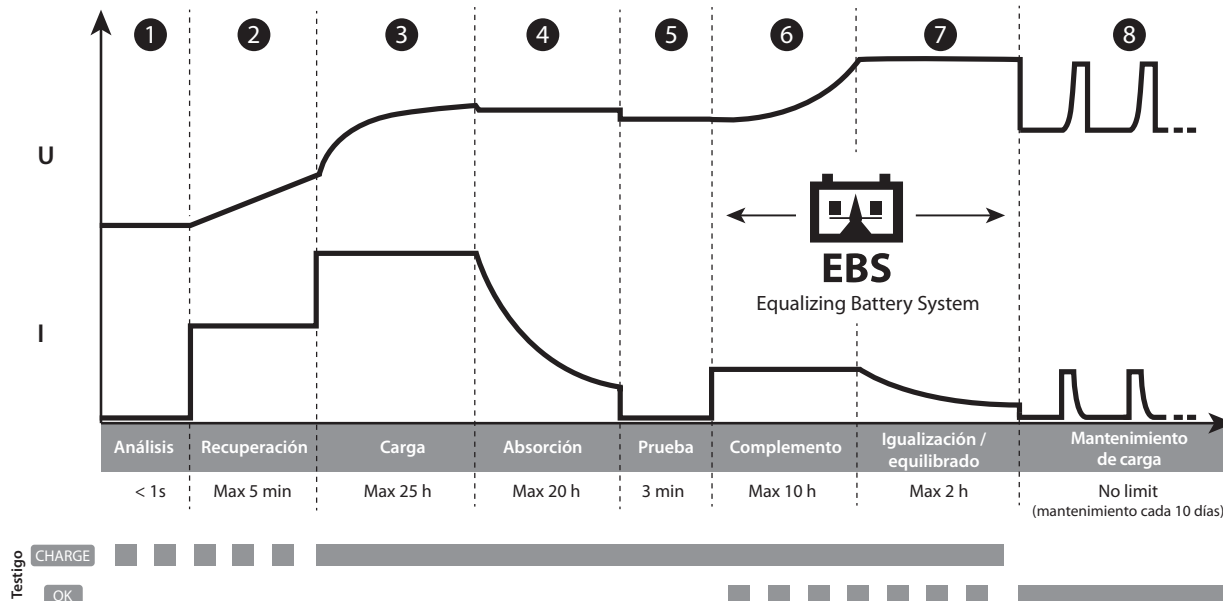 1 2 3 4 5 6 7 8
U
EBS
Equalizing Battery System
I
Análisis Recuperación Carga Absorción Prueba Complemento Igualización / equilibrado Mantenimiento de carga
< 1s Max 5 min Max 25 h Max 20 h 3 min Max 10 h Max 2 h No limit
(mantenimiento cada 10 días)
Testigo
CHARGE
OK